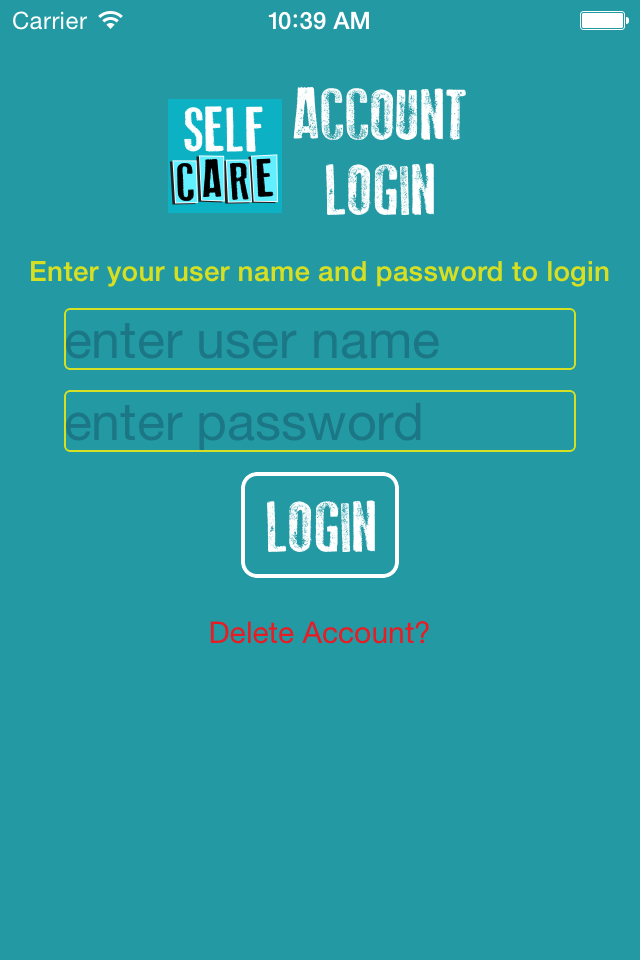 Carrier 10:39 AM
SELF
CARE
ACCOUNT
LOGIN
Enter your user name and password to login
enter user name
enter password
LOGIN
Delete Account?